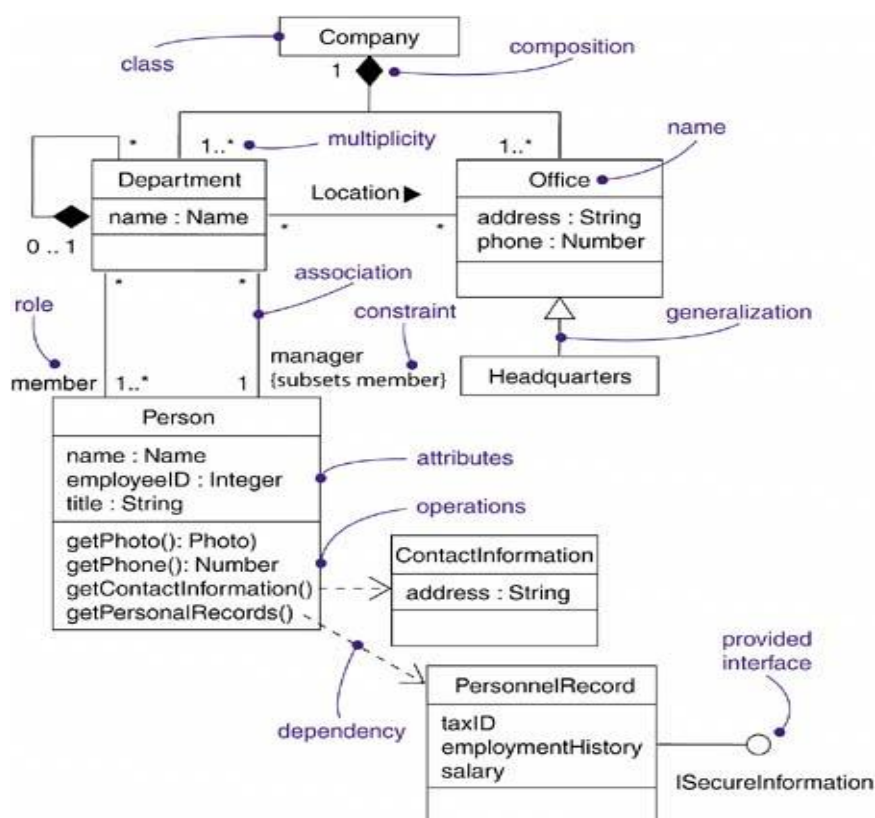 Company
class
1
composition
*
1..*
multiplicity
1..*
name
Department
name : Name
Location ▶
Office
address : String
phone : Number
0 .. 1
*
*
*
*
association
role
constraint
generalization
member
1..*
1
manager
{subsets member}
Headquarters
Person
name : Name
employeeID : Integer
title : String
attributes
operations
getPhoto(): Photo)
getPhone(): Number
getContactInformation()
getPersonalRecords()
ContactInformation
address : String
dependency
provided
interface
PersonnelRecord
taxID
employmentHistory
salary
ISecureInformation